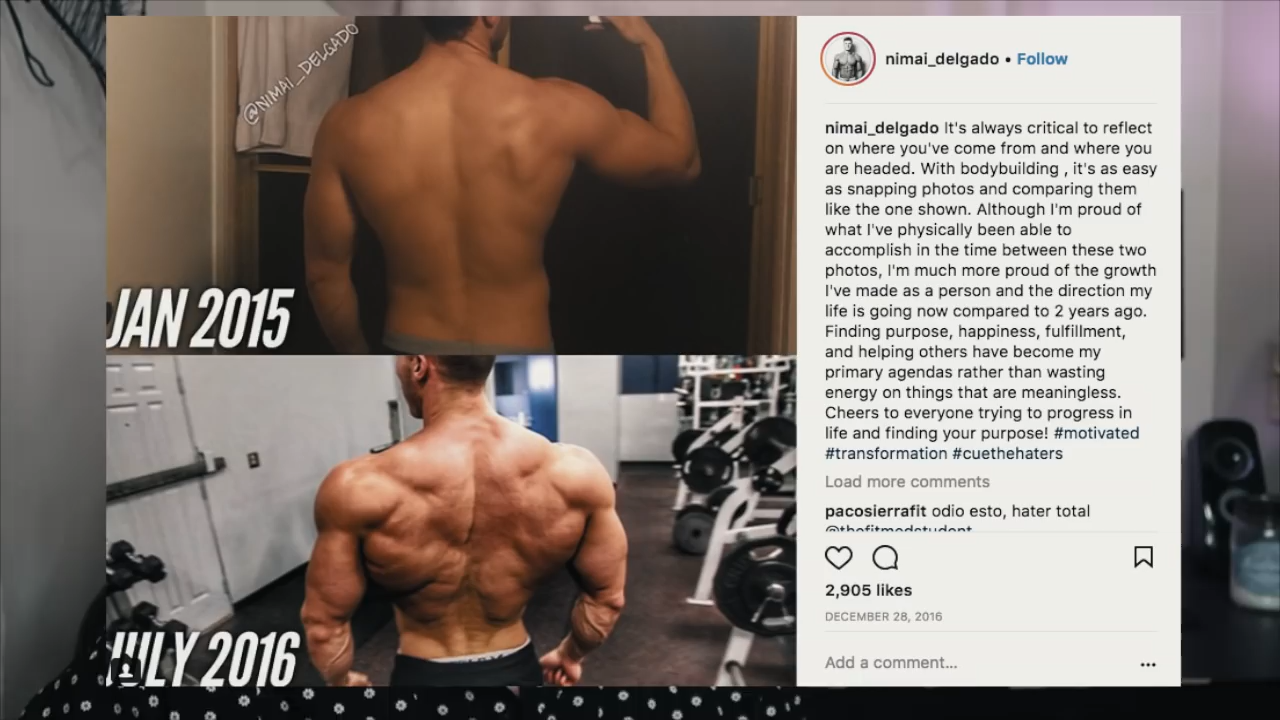 @NIMAI_DELGADO
JAN 2015
JULY 2016
nimai_delgado • Follow
nimai_delgado It's always critical to reflect
on where you've come from and where you
are headed. With bodybuilding , it's as easy
as snapping photos and comparing them
like the one shown. Although I'm proud of
what I've physically been able to
accomplish in the time between these two
photos, I'm much more proud of the growth
I've made as a person and the direction my
life is going now compared to 2 years ago.
Finding purpose, happiness, fulfillment,
and helping others have become my
primary agendas rather than wasting
energy on things that are meaningless.
Cheers to everyone trying to progress in
life and finding your purpose! #motivated
#transformation #cuethehaters
Load more comments
pacosierrafit odio esto, hater total
@thefitmedstudent
2,905 likes
DECEMBER 28, 2016
Add a comment...